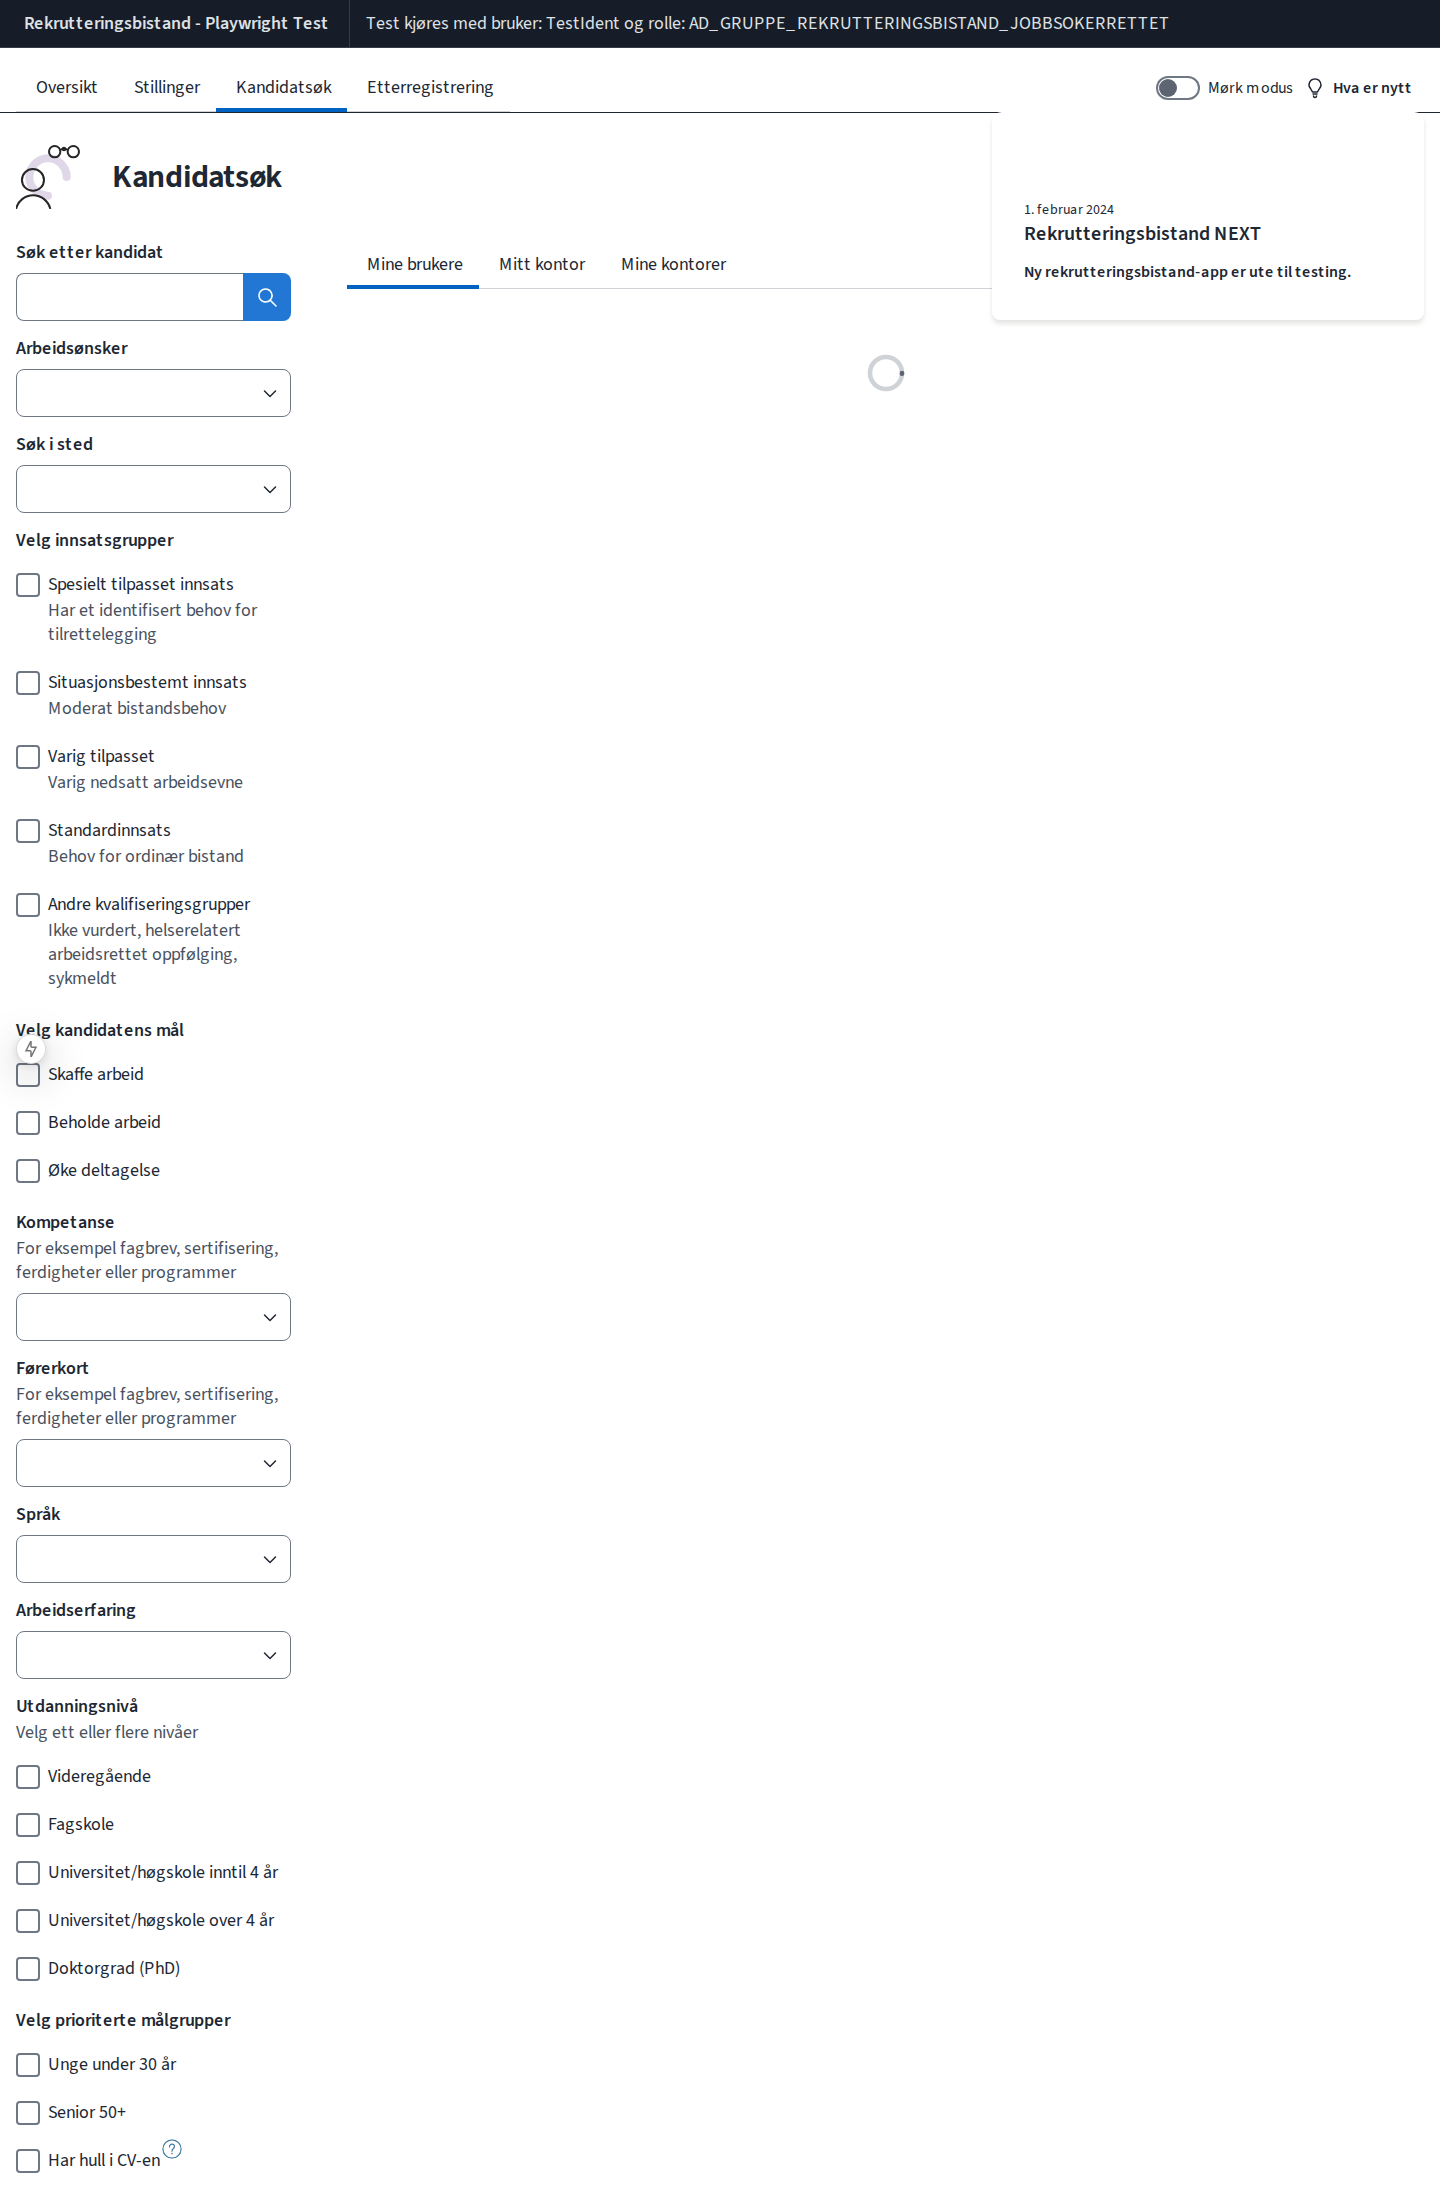 Rekrutteringsbistand - Playwright Test
Test kjøres med bruker: TestIdent og rolle: AD_GRUPPE_REKRUTTERINGSBISTAND_JOBBSOKERRETTET
Oversikt
Stillinger
Kandidatsøk
Etterregistrering
Mørk modus
Hva er nytt
1. februar 2024
Rekrutteringsbistand NEXT
Ny rekrutteringsbistand-app er ute til testing.
Kandidatsøk
Søk etter kandidat
Arbeidsønsker
Søk i sted
Velg innsatsgrupper
Spesielt tilpasset innsats
Har et identifisert behov for
tilrettelegging
Situasjonsbestemt innsats
Moderat bistandsbehov
Varig tilpasset
Varig nedsatt arbeidsevne
Standardinnsats
Behov for ordinær bistand
Andre kvalifiseringsgrupper
Ikke vurdert, helserelatert
arbeidsrettet oppfølging,
sykmeldt
Velg kandidatens mål
Skaffe arbeid
Beholde arbeid
Øke deltagelse
Kompetanse
For eksempel fagbrev, sertifisering,
ferdigheter eller programmer
Førerkort
For eksempel fagbrev, sertifisering,
ferdigheter eller programmer
Språk
Arbeidserfaring
Utdanningsnivå
Velg ett eller flere nivåer
Videregående
Fagskole
Universitet/høgskole inntil 4 år
Universitet/høgskole over 4 år
Doktorgrad (PhD)
Velg prioriterte målgrupper
Unge under 30 år
Senior 50+
Har hull i CV-en
Mine brukere
Mitt kontor
Mine kontorer